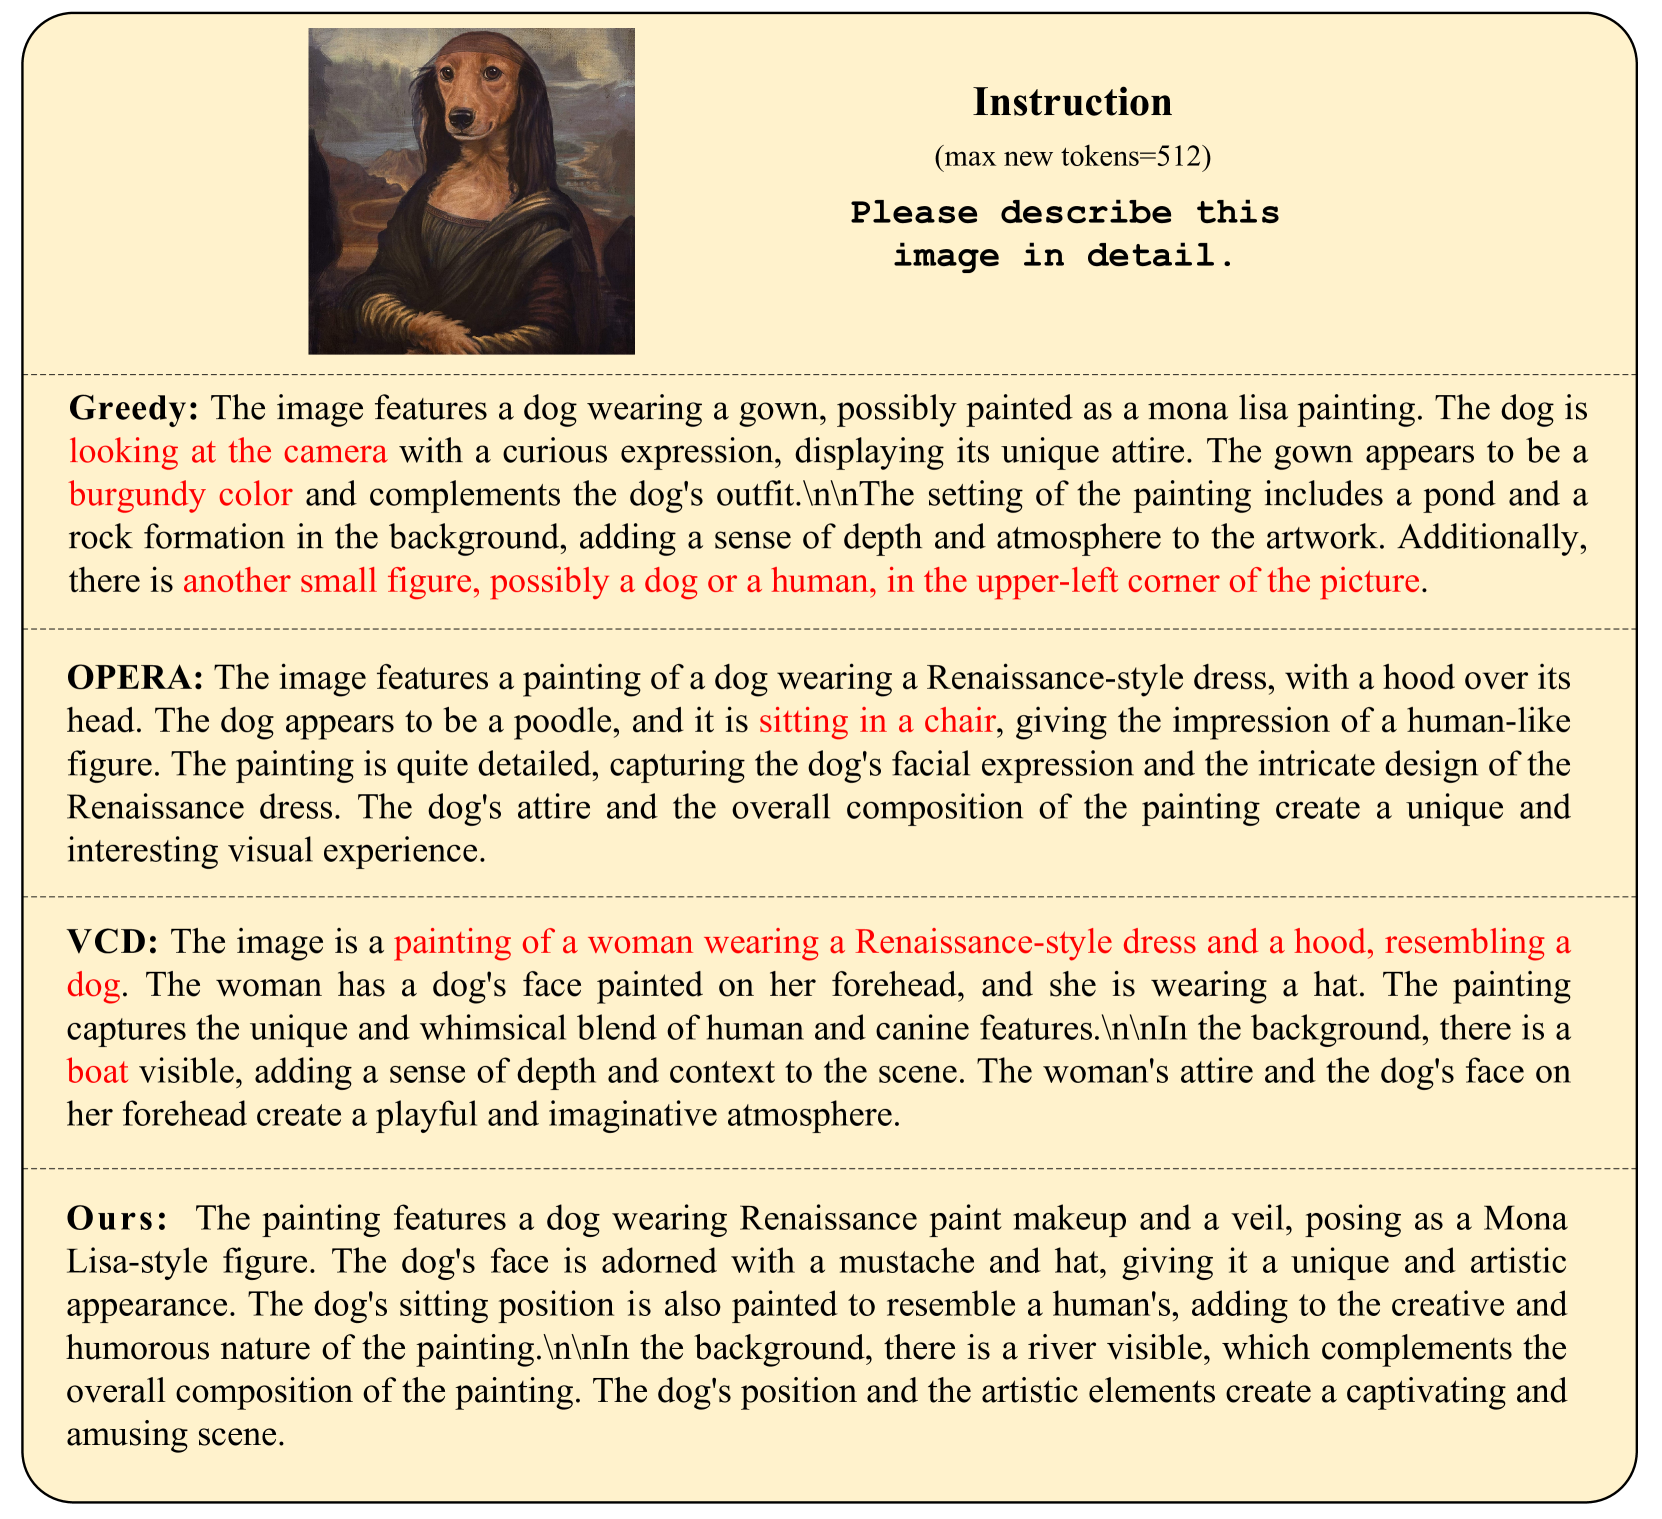 Instruction
(max new tokens=512)
Please describe this
image in detail.
Greedy: The image features a dog wearing a gown, possibly painted as a mona lisa painting. The dog is
looking at the camera with a curious expression, displaying its unique attire. The gown appears to be a
burgundy color and complements the dog's outfit.\n\nThe setting of the painting includes a pond and a
rock formation in the background, adding a sense of depth and atmosphere to the artwork. Additionally,
there is another small figure, possibly a dog or a human, in the upper-left corner of the picture.
OPERA: The image features a painting of a dog wearing a Renaissance-style dress, with a hood over its
head. The dog appears to be a poodle, and it is sitting in a chair, giving the impression of a human-like
figure. The painting is quite detailed, capturing the dog's facial expression and the intricate design of the
Renaissance dress. The dog's attire and the overall composition of the painting create a unique and
interesting visual experience.
VCD: The image is a painting of a woman wearing a Renaissance-style dress and a hood, resembling a
dog. The woman has a dog's face painted on her forehead, and she is wearing a hat. The painting
captures the unique and whimsical blend of human and canine features.\n\nIn the background, there is a
boat visible, adding a sense of depth and context to the scene. The woman's attire and the dog's face on
her forehead create a playful and imaginative atmosphere.
Ours: The painting features a dog wearing Renaissance paint makeup and a veil, posing as a Mona
Lisa-style figure. The dog's face is adorned with a mustache and hat, giving it a unique and artistic
appearance. The dog's sitting position is also painted to resemble a human's, adding to the creative and
humorous nature of the painting.\n\nIn the background, there is a river visible, which complements the
overall composition of the painting. The dog's position and the artistic elements create a captivating and
amusing scene.